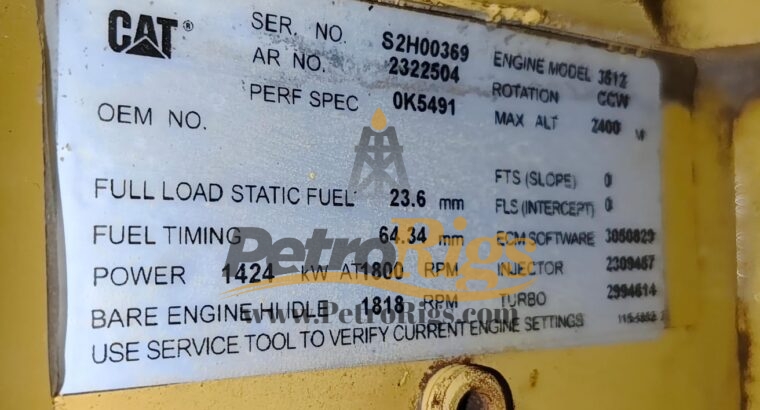 CAT®
SER. NO. S2H00369
AR NO. 2322504
PERF SPEC 0K5491
OEM NO.
ENGINE MODEL 3512
ROTATION CCW
MAX ALT 2400 M
FULL LOAD STATIC FUEL 23.6 mm
FUEL TIMING 64.34 mm
POWER 1424 KW AT 1800 RPM
BARE ENGINE HI IDLE 1818 RPM
FTS (SLOPE) 0
FLS (INTERCEPT) 0
ECM SOFTWARE 3050829
INJECTOR
TURBO 2994614
USE SERVICE TOOL TO VERIFY CURRENT ENGINE SETTINGS
PetroRigs
www.PetroRigs.com